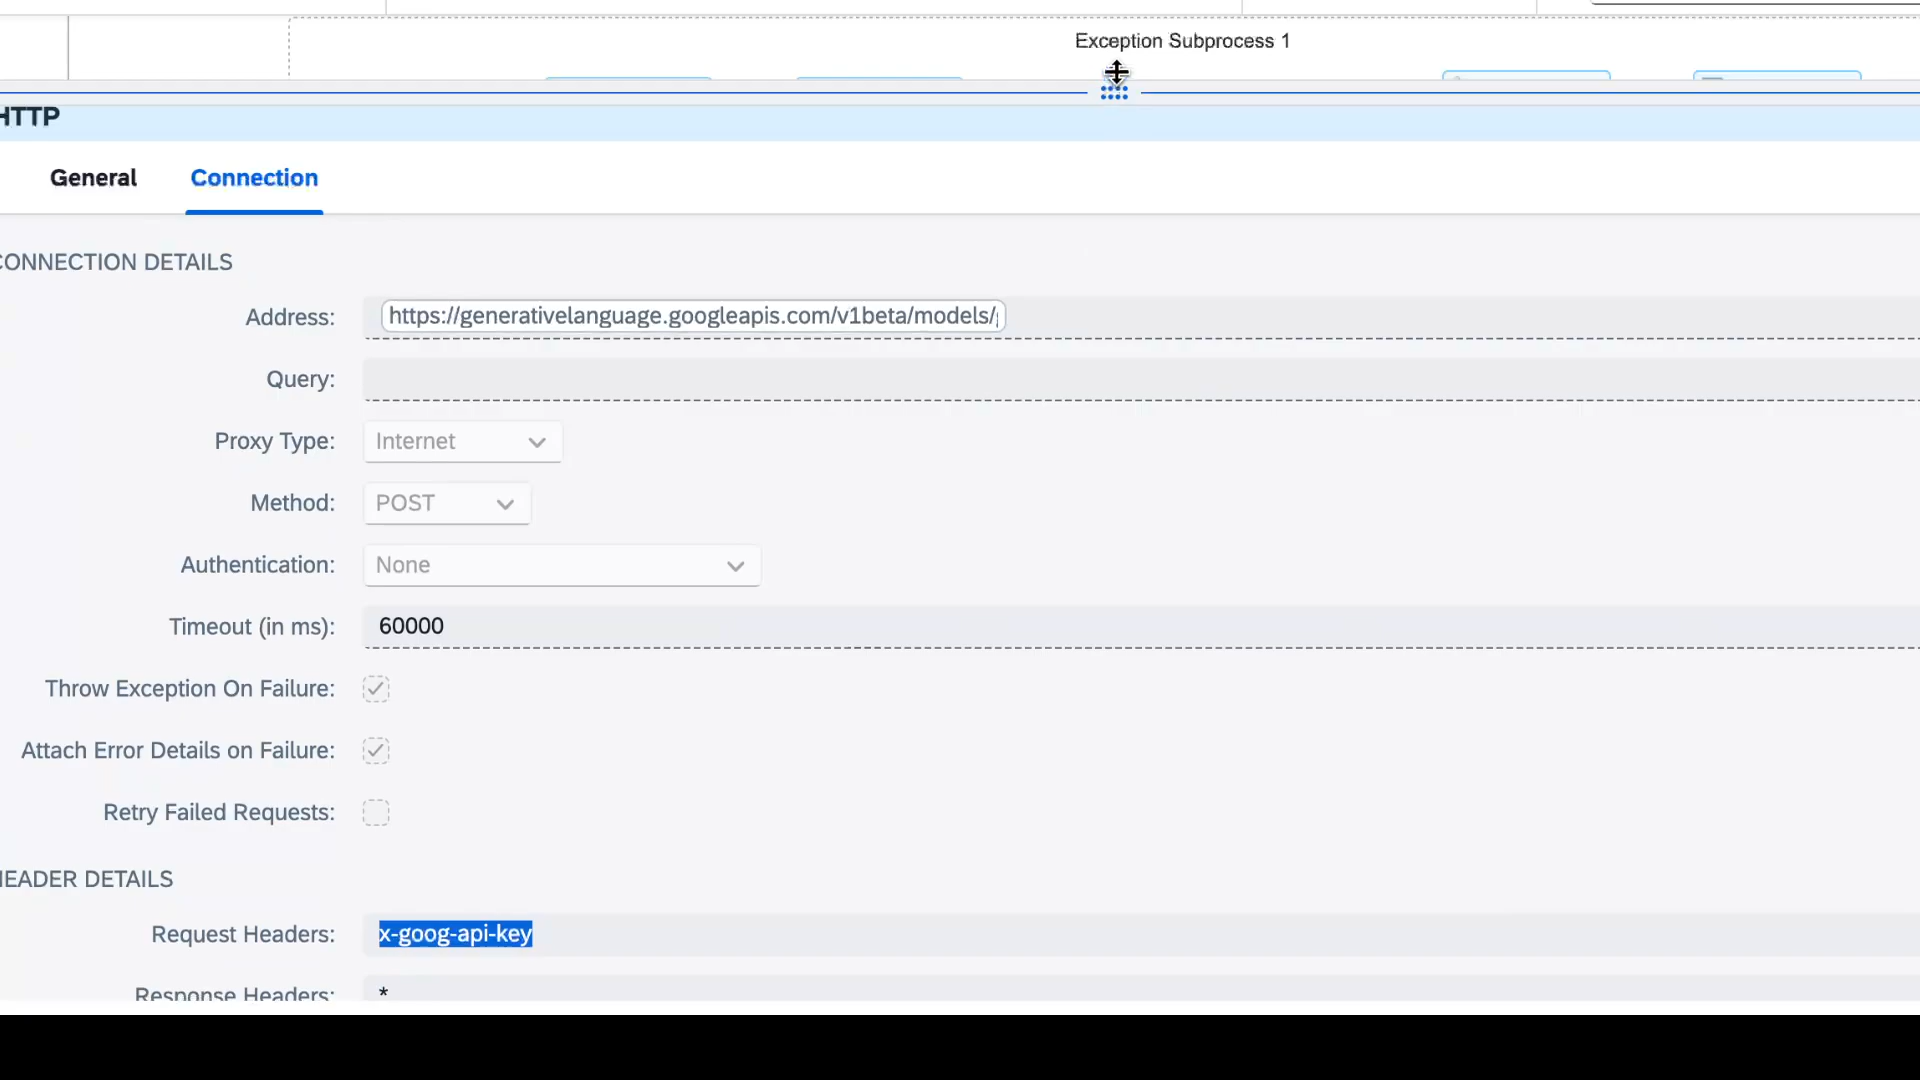 Exception Subprocess 1
HTTP
General Connection
CONNECTION DETAILS
Address: https://generativelanguage.googleapis.com/v1beta/models/
Query:
Proxy Type: Internet
Method: POST
Authentication: None
Timeout (in ms): 60000
Throw Exception On Failure:
Attach Error Details on Failure:
Retry Failed Requests:
HEADER DETAILS
Request Headers: x-goog-api-key
Response Headers: *